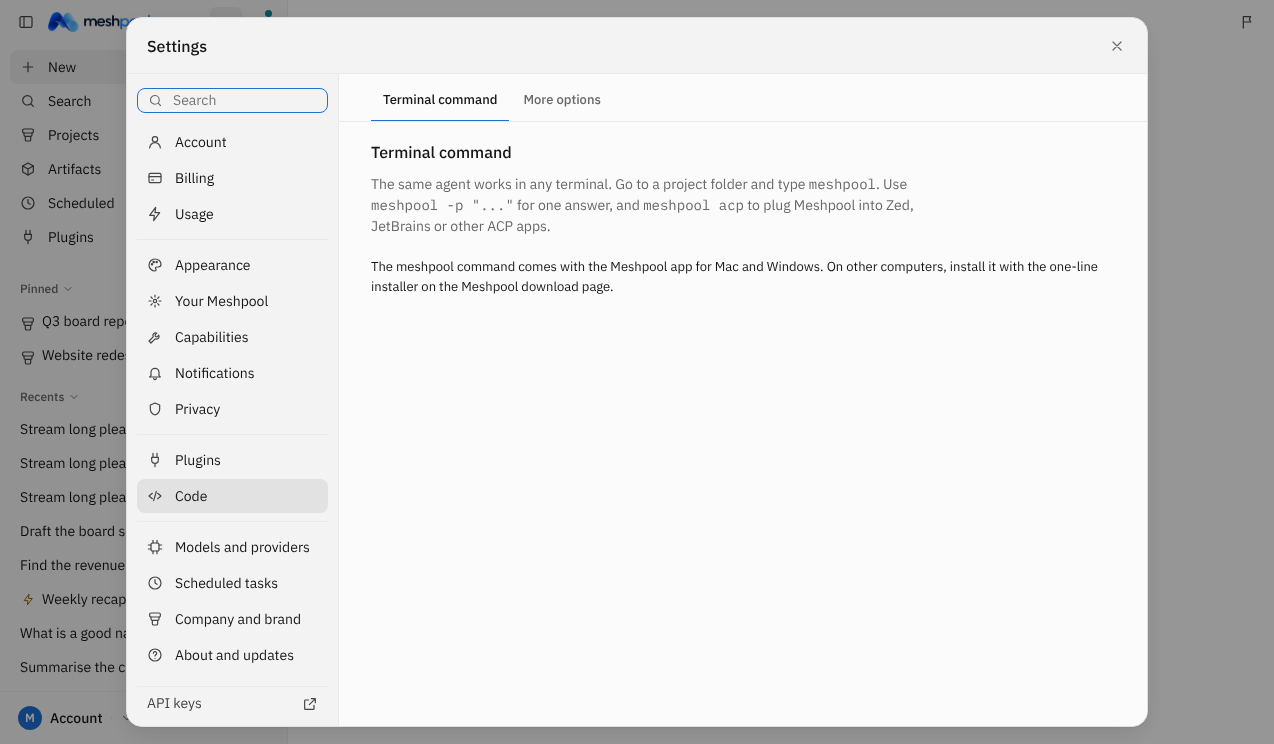 meshpo
Settings
New
Search
Projects
Artifacts
Scheduled
Plugins
Pinned
Q3 board repo
Website rede
Recents
Stream long plea
Stream long plea
Stream long plea
Draft the board s
Find the revenue
Weekly recap
What is a good na
Summarise the c
M Account
Search
Account
Billing
Usage
Appearance
Your Meshpool
Capabilities
Notifications
Privacy
Plugins
Code
Models and providers
Scheduled tasks
Company and brand
About and updates
API keys
Terminal command More options
Terminal command
The same agent works in any terminal. Go to a project folder and type meshpool. Use
meshpool -p "..." for one answer, and meshpool acp to plug Meshpool into Zed,
JetBrains or other ACP apps.
The meshpool command comes with the Meshpool app for Mac and Windows. On other computers, install it with the one-line
installer on the Meshpool download page.